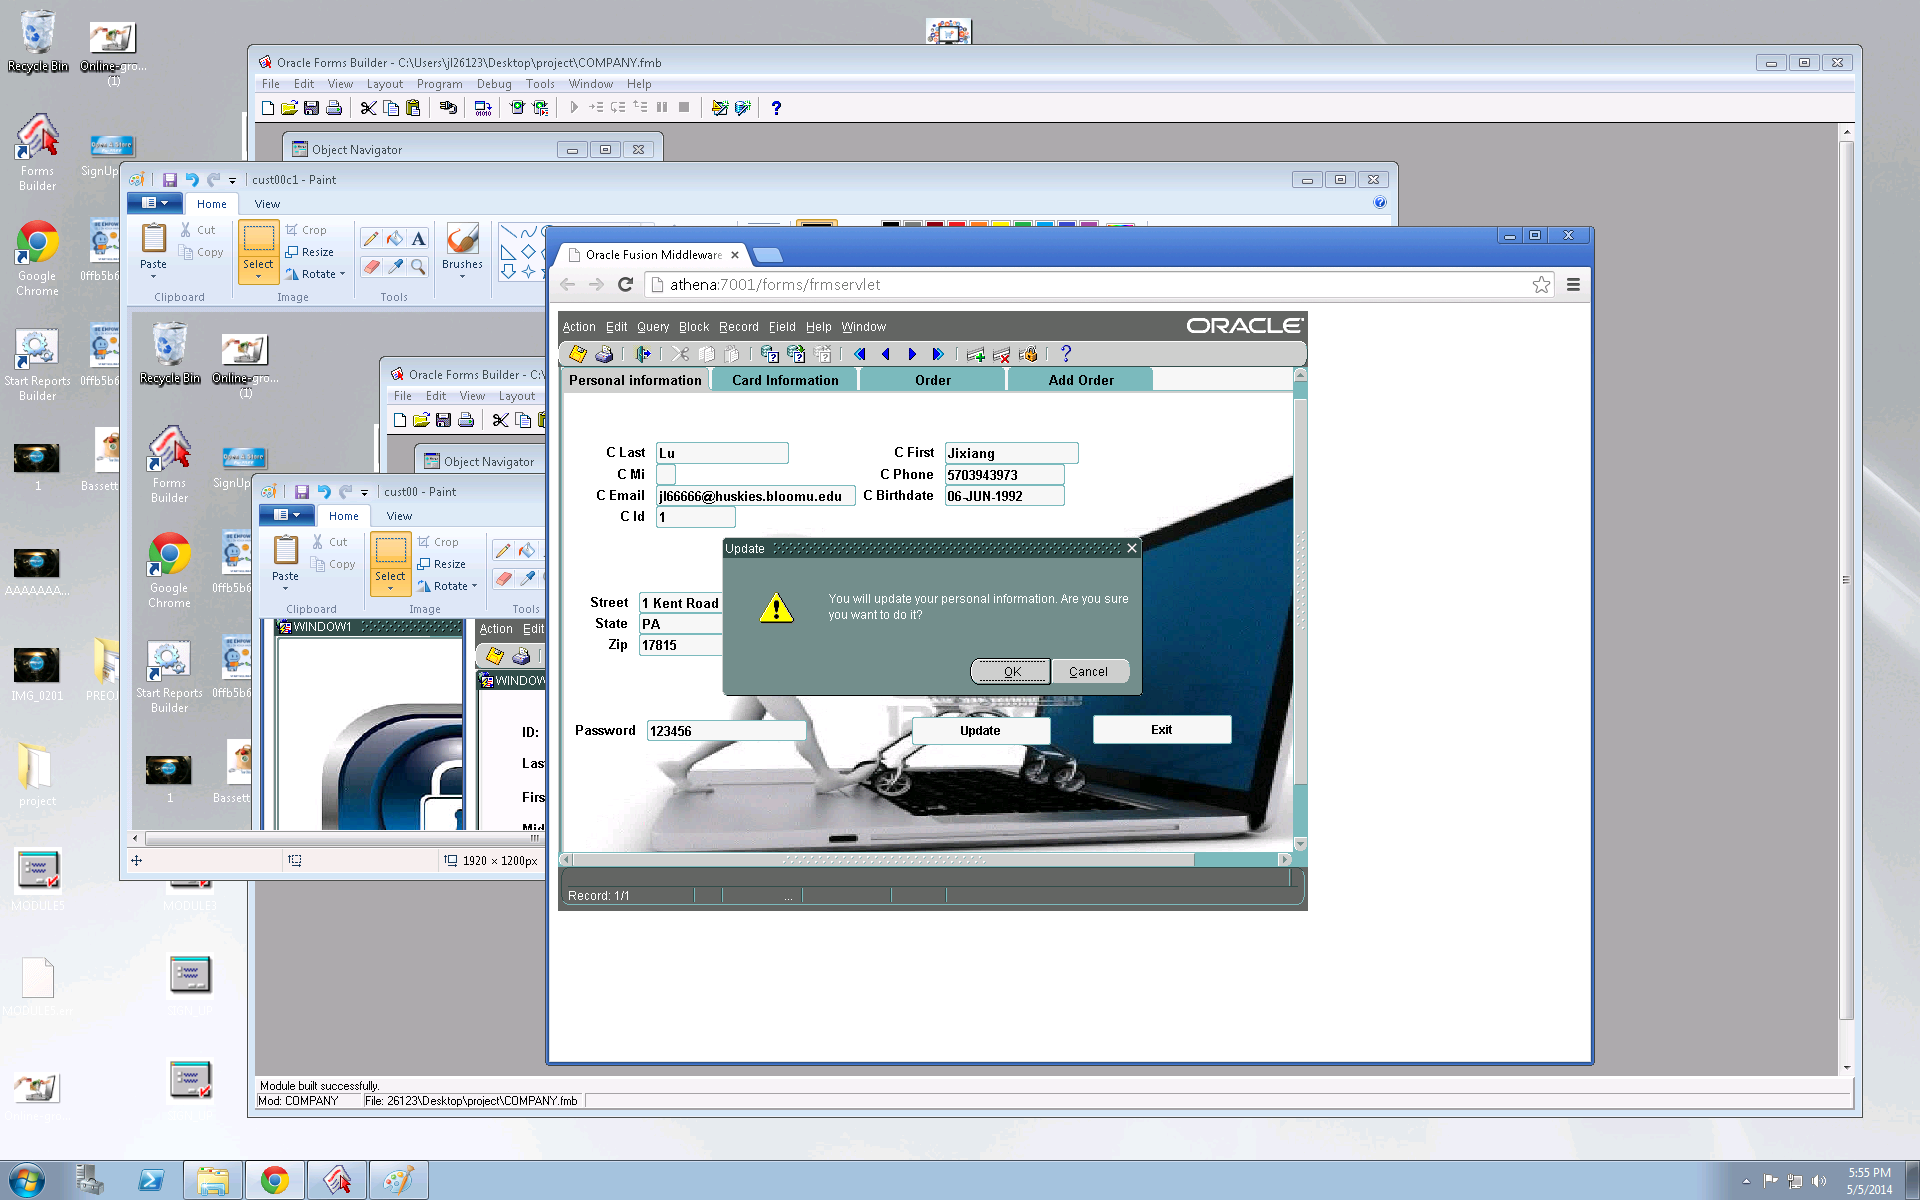 Recycle Bin
Online-gro...
(1)
Forms
Builder
SignUp
Google
Chrome
0ffb5b6
Start Reports
Builder
0ffb5b6
1
Bassett
AAAAAAA...
IMG_0201
PREOJ
project
MODULE5
MODULE3
Oracle Forms Builder - C:\Users\jl26123\Desktop\project\COMPANY.fmb
File Edit View Layout Program Debug Tools Window Help
Object Navigator
cust00c1 - Paint
Home View
Paste
Cut
Copy
Clipboard
Select
Crop
Resize
Rotate
Image
Tools
Brushes
Recycle Bin
Online-gro...
(1)
Forms
Builder
SignUp
Google
Chrome
0ffb5b6
Start Reports
Builder
0ffb5b6
1
Bassett
Oracle Forms Builder - C:\
File Edit View Layout
Object Navigator
cust00 - Paint
Home View
Paste
Cut
Copy
Clipboard
Select
Crop
Resize
Rotate
Image
Tools
WINDOW1
Action Edit
WINDOW
ID:
Las
Firs
Mid
1920 × 1200px
Oracle Fusion Middleware
athena:7001/forms/frmservlet
Action Edit Query Block Record Field Help Window
ORACLE
Personal information Card Information Order Add Order
C Last Lu C First Jixiang
C Mi C Phone 5703943973
C Email jl66666@huskies.bloomu.edu C Birthdate 06-JUN-1992
C Id 1
Street 1 Kent Road
State PA
Zip 17815
Update
You will update your personal information. Are you sure
you want to do it?
OK Cancel
Password 123456 Update Exit
Record: 1/1 ...
Module built successfully.
Mod: COMPANY File: 26123\Desktop\project\COMPANY.fmb
5:55 PM
5/5/2014